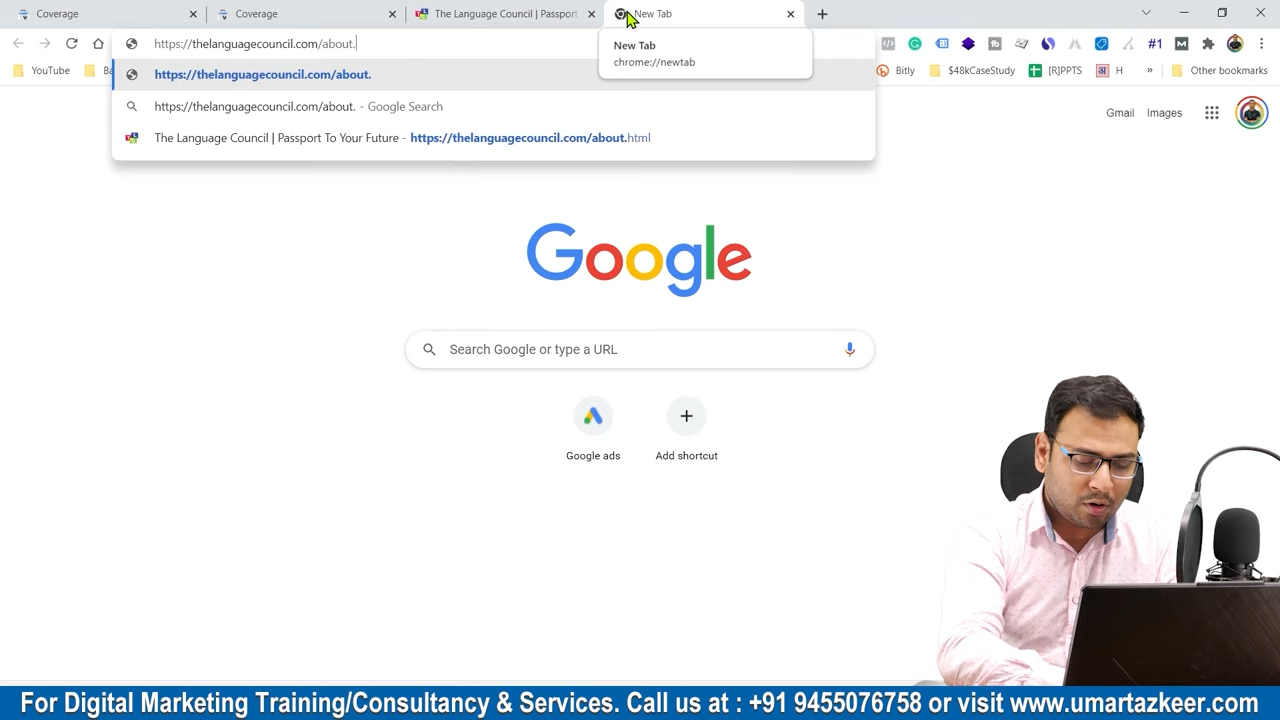 Coverage
Coverage
The Language Council | Passport
New Tab
https://thelanguagecouncil.com/about.
New Tab
chrome://newtab
#1
YouTube
Ba
Bitly
$48kCaseStudy
[R]PPTS
H
»
Other bookmarks
https://thelanguagecouncil.com/about.
https://thelanguagecouncil.com/about. - Google Search
The Language Council | Passport To Your Future - https://thelanguagecouncil.com/about.html
Gmail
Images
Google
Search Google or type a URL
Google ads
Add shortcut
For Digital Marketing Training/Consultancy & Services. Call us at : +91 9455076758 or visit www.umartazkeer.com